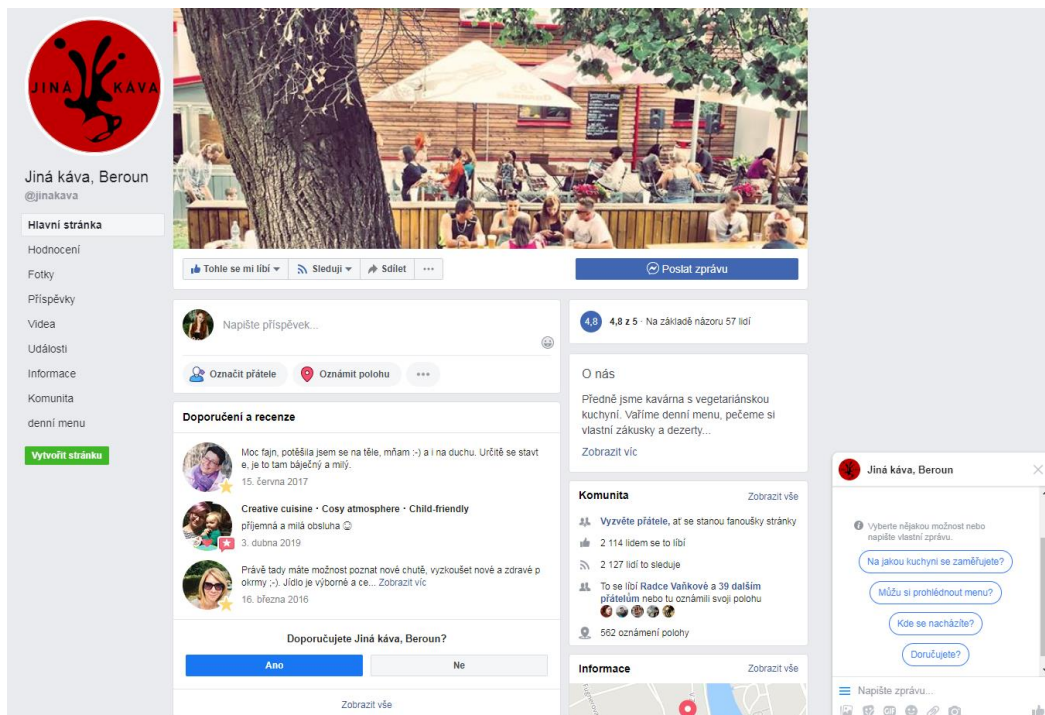 JINÁ KÁVA
Jiná káva, Beroun
@jinakava
Hlavní stránka
Hodnocení
Fotky
Příspěvky
Videa
Události
Informace
Komunita
denní menu
Vytvořit stránku
Tohle se mi líbí
Sleduji
Sdílet
Poslat zprávu
Napište příspěvek...
Označit přátele
Oznámit polohu
Doporučení a recenze
Moc fajn, potěšila jsem se na těle, mňam :-) a i na duchu. Určitě se stavt
e, je to tam báječný a milý.
15. června 2017
Creative cuisine · Cosy atmosphere · Child-friendly
příjemná a milá obsluha
3. dubna 2019
Právě tady máte možnost poznat nové chutě, vyzkoušet nové a zdravé p
okrmy ;-). Jídlo je výborné a ce... Zobrazit víc
16. března 2016
Doporučujete Jiná káva, Beroun?
Ano
Ne
Zobrazit vše
4,8
4,8 z 5 · Na základě názoru 57 lidí
O nás
Předně jsme kavárna s vegetariánskou
kuchyní. Vaříme denní menu, pečeme si
vlastní zákusky a dezerty...
Zobrazit víc
Komunita
Zobrazit vše
Vyzvěte přátele, ať se stanou fanoušky stránky
2 114 lidem se to líbí
2 127 lidí to sleduje
To se líbí Radce Vaňkové a 39 dalším
přátelům nebo tu oznámili svoji polohu
562 oznámení polohy
Informace
Zobrazit vše
Jiná káva, Beroun
Vyberte nějakou možnost nebo
napište vlastní zprávu.
Na jakou kuchyni se zaměřujete?
Můžu si prohlédnout menu?
Kde se nacházíte?
Doručujete?
Napište zprávu...
GIF